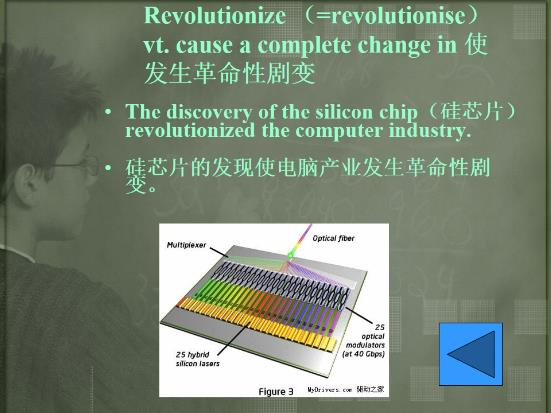 Revolutionize （=revolutionise）
vt. cause a complete change in 使
发生革命性剧变
• The discovery of the silicon chip（硅芯片）
revolutionized the computer industry.
• 硅芯片的发现使电脑产业发生革命性剧
变。
Multiplexer
Optical fiber
25
optical
modulators
(at 40 Gbps)
25 hybrid
silicon lasers
Figure 3
MyDrivers.com 驱动之家